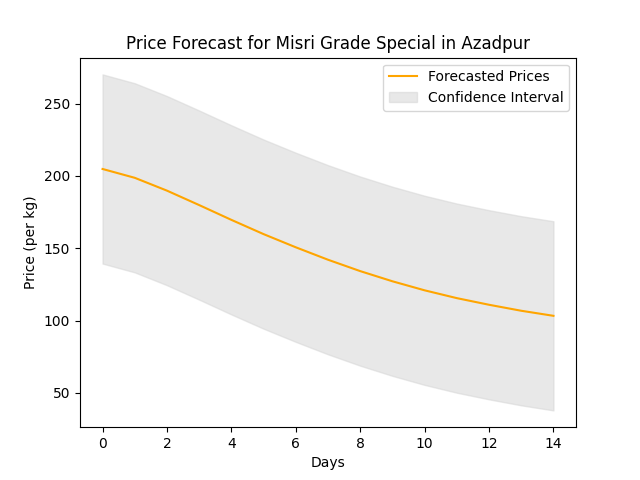 Price Forecast for Misri Grade Special in Azadpur
Forecasted Prices
Confidence Interval
Price (per kg)
250
200
150
100
50
0 2 4 6 8 10 12 14
Days